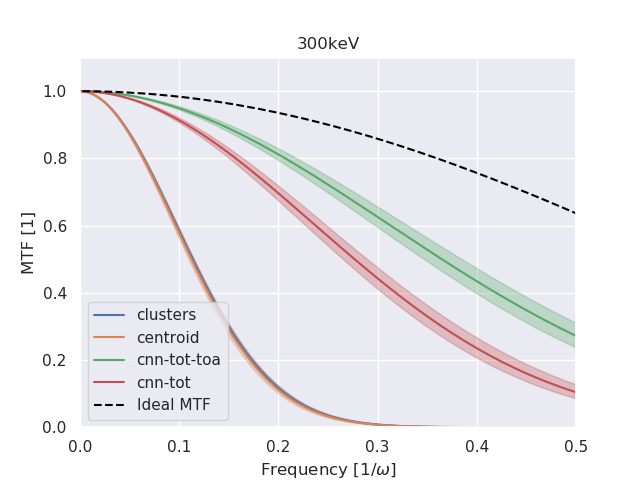 300keV
MTF [1]
1.0
0.8
0.6
0.4
0.2
0.0
clusters
centroid
cnn-tot-toa
cnn-tot
Ideal MTF
0.0 0.1 0.2 0.3 0.4 0.5
Frequency [1/ω]